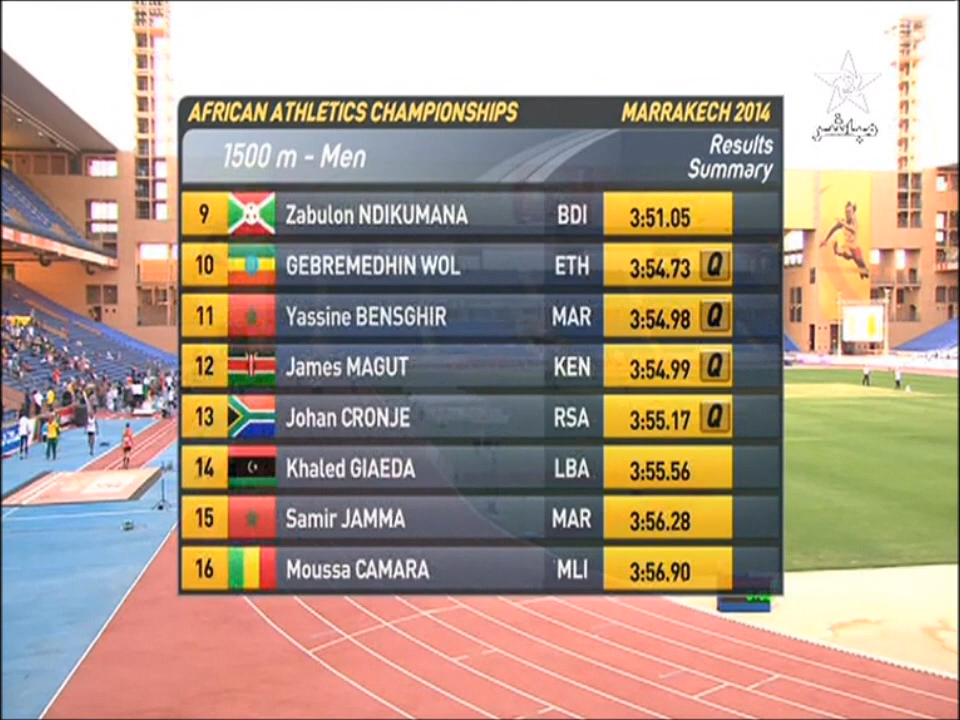 مباشر
AFRICAN ATHLETICS CHAMPIONSHIPS MARRAKECH 2014
1500 m - Men Results Summary
9 Zabulon NDIKUMANA BDI 3:51.05
10 GEBREMEDHIN WOL ETH 3:54.73 Q
11 Yassine BENSGHIR MAR 3:54.98 Q
12 James MAGUT KEN 3:54.99 Q
13 Johan CRONJE RSA 3:55.17 Q
14 Khaled GIAEDA LBA 3:55.56
15 Samir JAMMA MAR 3:56.28
16 Moussa CAMARA MLI 3:56.90